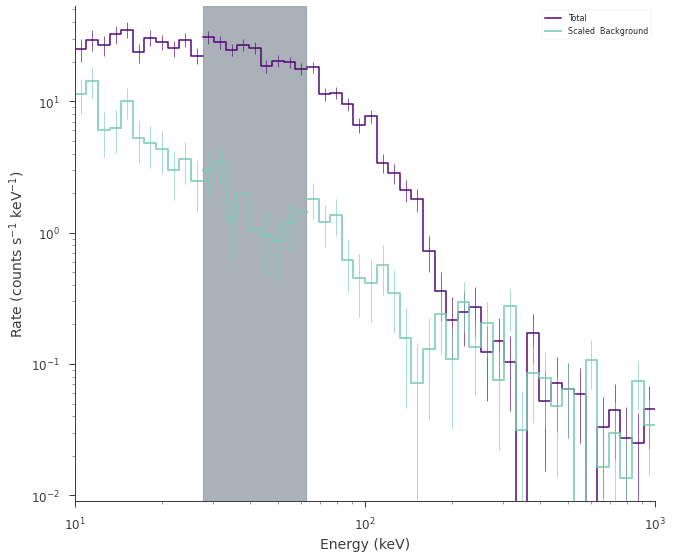 Total
Scaled Background
Rate (counts s⁻¹ keV⁻¹)
10¹
10⁰
10⁻¹
10⁻²
10¹
10²
10³
Energy (keV)